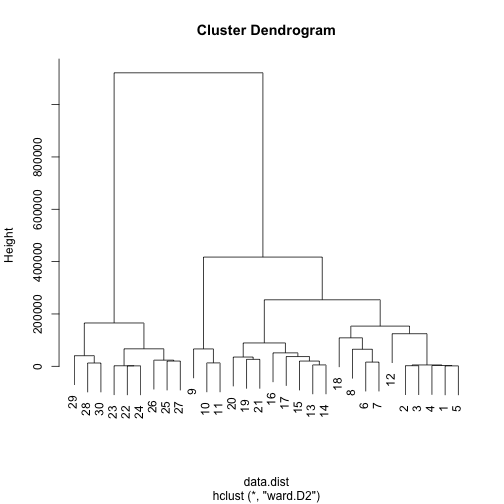 Cluster Dendrogram
Height
800000
600000
400000
200000
0
29 28 30 23 22 24 26 25 27 9 10 11 20 19 21 16 17 15 13 14 18 8 6 7 12 2 3 4 1 5
data.dist
hclust (*, "ward.D2")